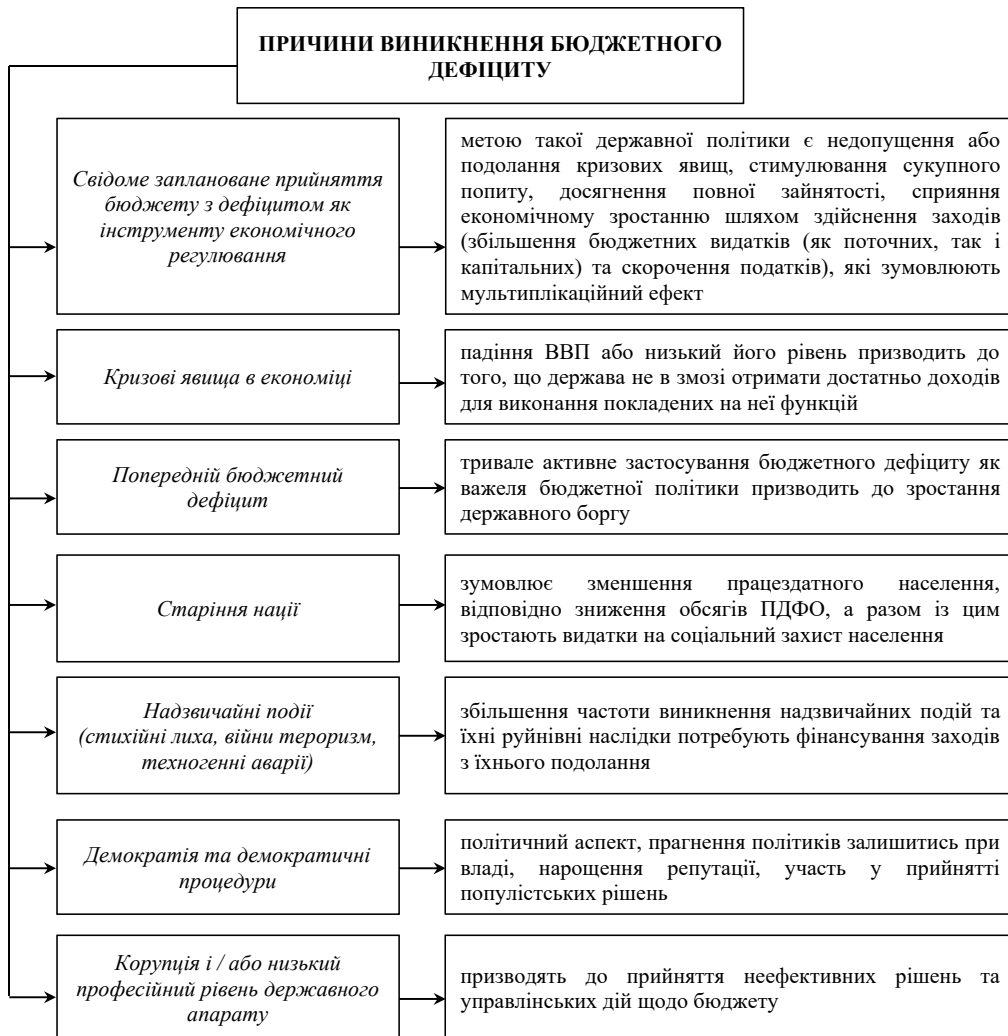 ПРИЧИНИ ВИНИКНЕННЯ БЮДЖЕТНОГО
ДЕФІЦИТУ
Свідоме заплановане прийняття
бюджету з дефіцитом як
інструменту економічного
регулювання
метою такої державної політики є недопущення або
подолання кризових явищ, стимулювання сукупного
попиту, досягнення повної зайнятості, сприяння
економічному зростанню шляхом здійснення заходів
(збільшення бюджетних видатків (як поточних, так і
капітальних) та скорочення податків), які зумовлюють
мультиплікаційний ефект
Кризові явища в економіці
падіння ВВП або низький його рівень призводить до
того, що держава не в змозі отримати достатньо доходів
для виконання покладених на неї функцій
Попередній бюджетний
дефіцит
тривале активне застосування бюджетного дефіциту як
важеля бюджетної політики призводить до зростання
державного боргу
Старіння нації
зумовлює зменшення працездатного населення,
відповідно зниження обсягів ПДФО, а разом із цим
зростають видатки на соціальний захист населення
Надзвичайні події
(стихійні лиха, війни тероризм,
техногенні аварії)
збільшення частоти виникнення надзвичайних подій та
їхні руйнівні наслідки потребують фінансування заходів
з їхнього подолання
Демократія та демократичні
процедури
політичний аспект, прагнення політиків залишитись при
владі, нарощення репутації, участь у прийнятті
популістських рішень
Корупція і / або низький
професійний рівень державного
апарату
призводять до прийняття неефективних рішень та
управлінських дій щодо бюджету